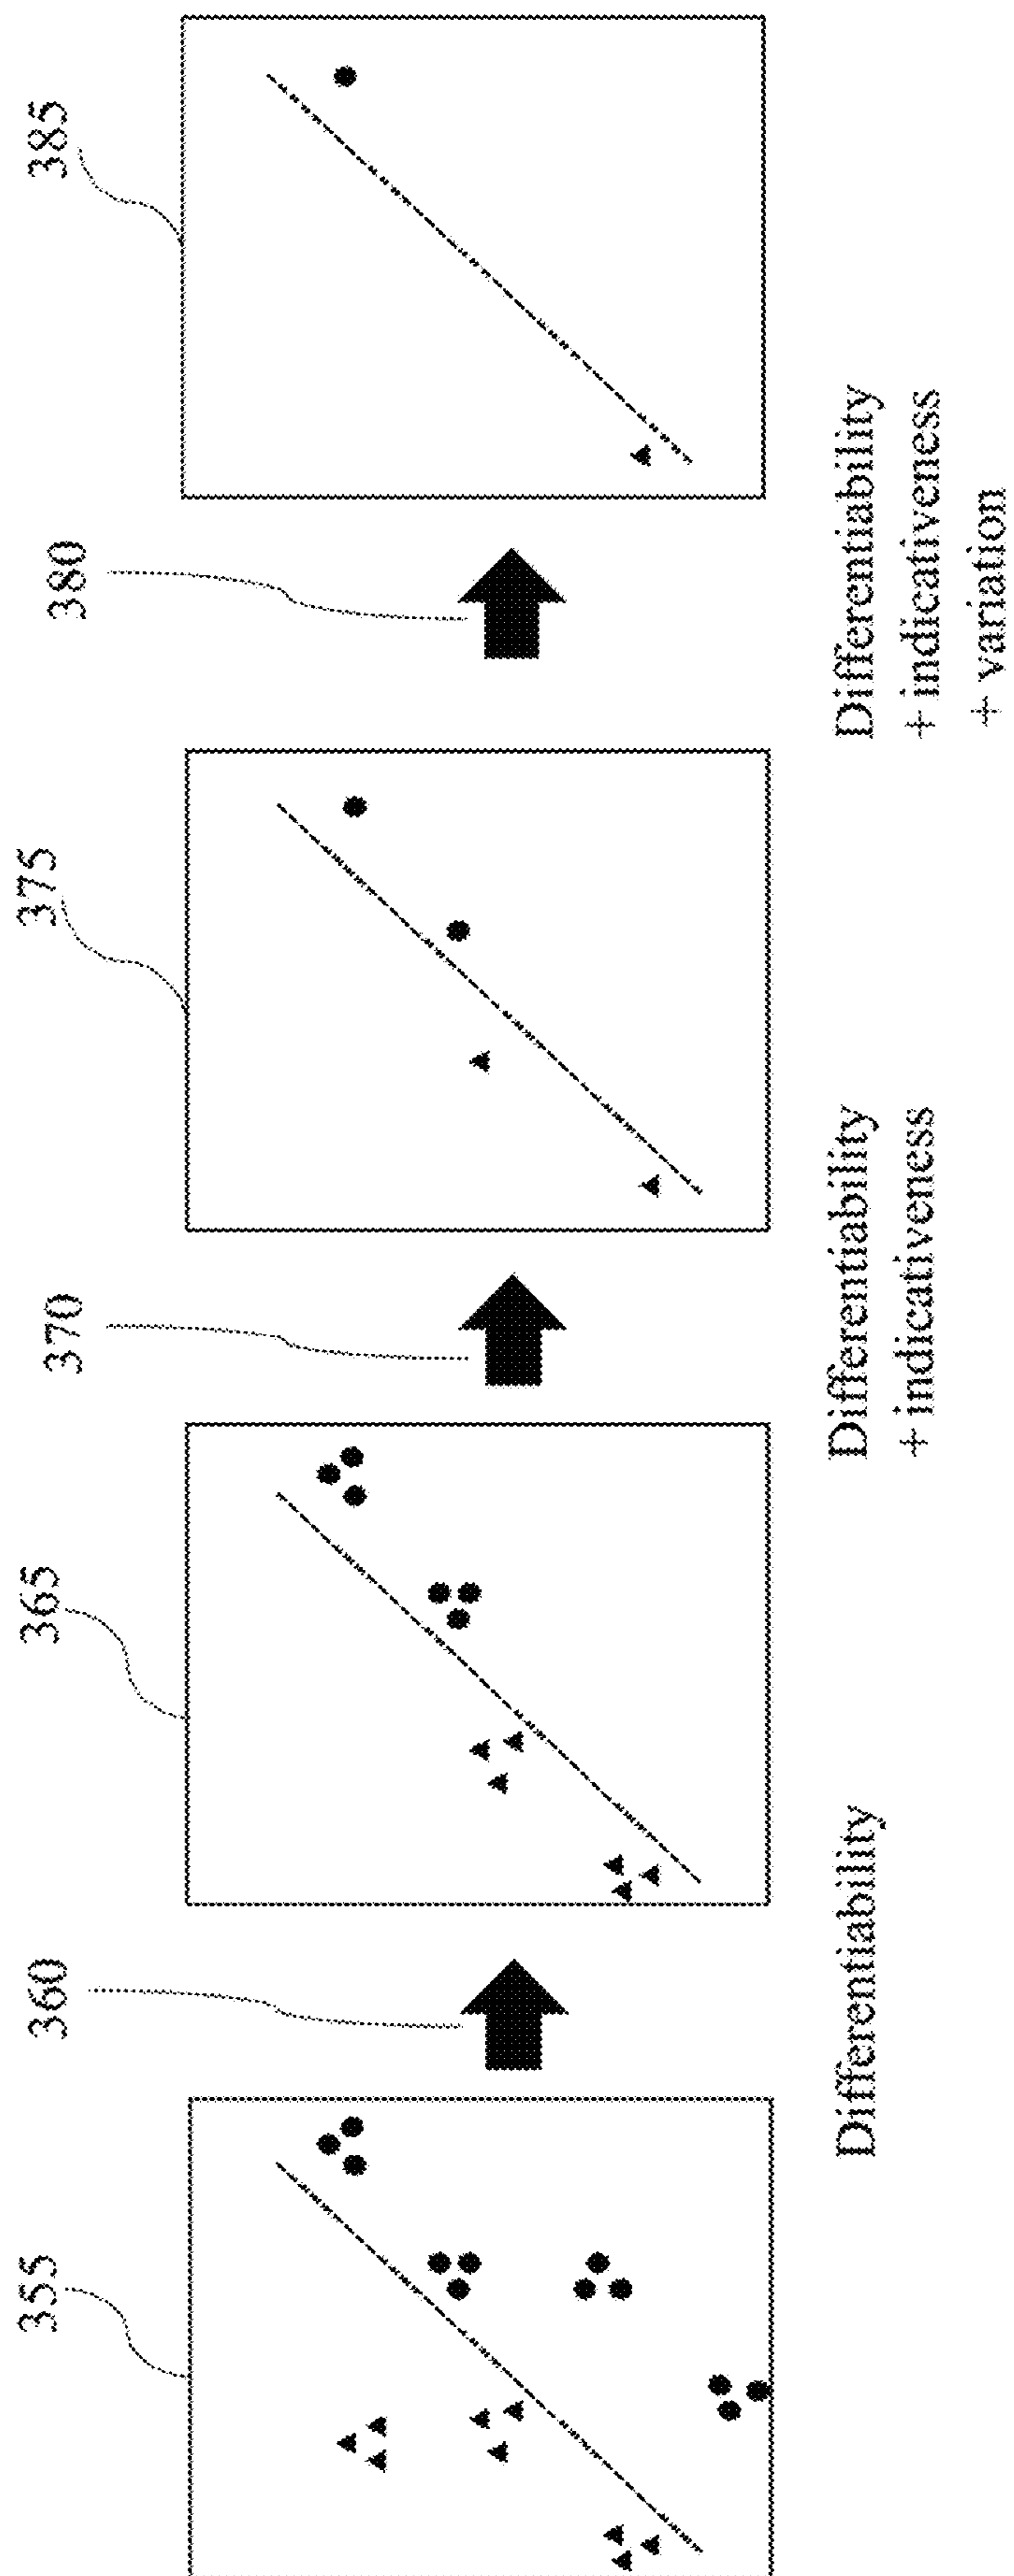 355
360
365
370
375
380
385
Differentiability
Differentiability
+ indicativeness
Differentiability
+ indicativeness
+ variation